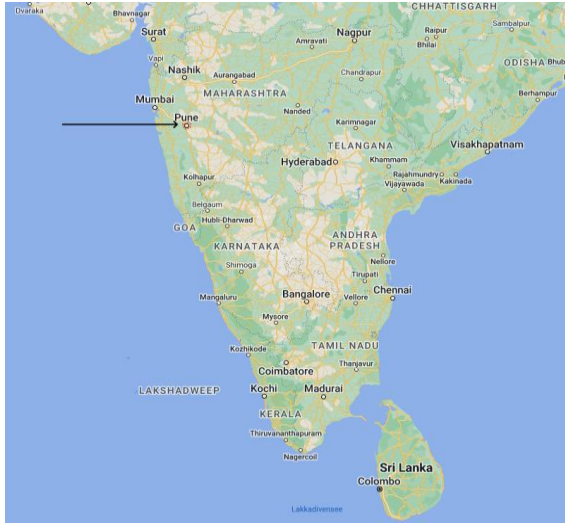 CHHATTISGARH
Dvaraka
Bhavnagar
Surat
Nagpur
Raipur
Bhilai
Sambalpur
Amravati
Vapi
Nashik
Aurangabad
Chandrapur
ODISHA
Bhub
Mumbai
MAHARASHTRA
Nanded
Berhampur
Pune
Karimnagar
TELANGANA
Visakhapatnam
Hyderabad
Khammam
Rajahmundry
Kakinada
Vijayawada
Kolhapur
Belgaum
Hubli-Dharwad
GOA
KARNATAKA
ANDHRA
PRADESH
Nellore
Shimoga
Tirupati
Mangaluru
Bangalore
Vellore
Chennai
Mysore
Kozhikode
TAMIL NADU
Coimbatore
Thanjavur
LAKSHADWEEP
Kochi
Madurai
KERALA
Thiruvananthapuram
Nagercoil
Sri Lanka
Colombo
Lakkadivensee